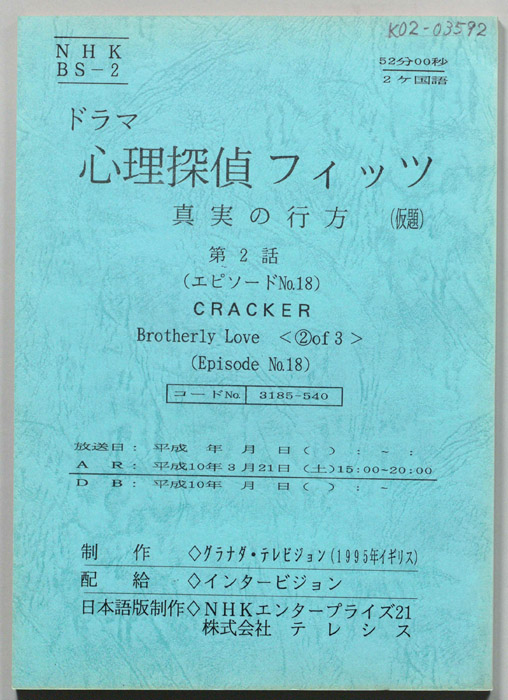 K02-03592
NHK
BS-2
52分00秒
2ケ国語
ドラマ
心理探偵フィッツ
真実の行方 (仮題)
第2話
(エピソードNo.18)
CRACKER
Brotherly Love <②of3>
(Episode No.18)
コードNo. 3185-540
放送日: 平成 年 月 日( ) : ~ :
A R: 平成10年3月21日 (土)15:00~20:00
D B: 平成10年 月 日( ) : ~
制作◇グラナダ・テレビジョン(1995年イギリス)
配給◇インタービジョン
日本語版制作◇NHKエンタープライズ21
株式会社 テレシス